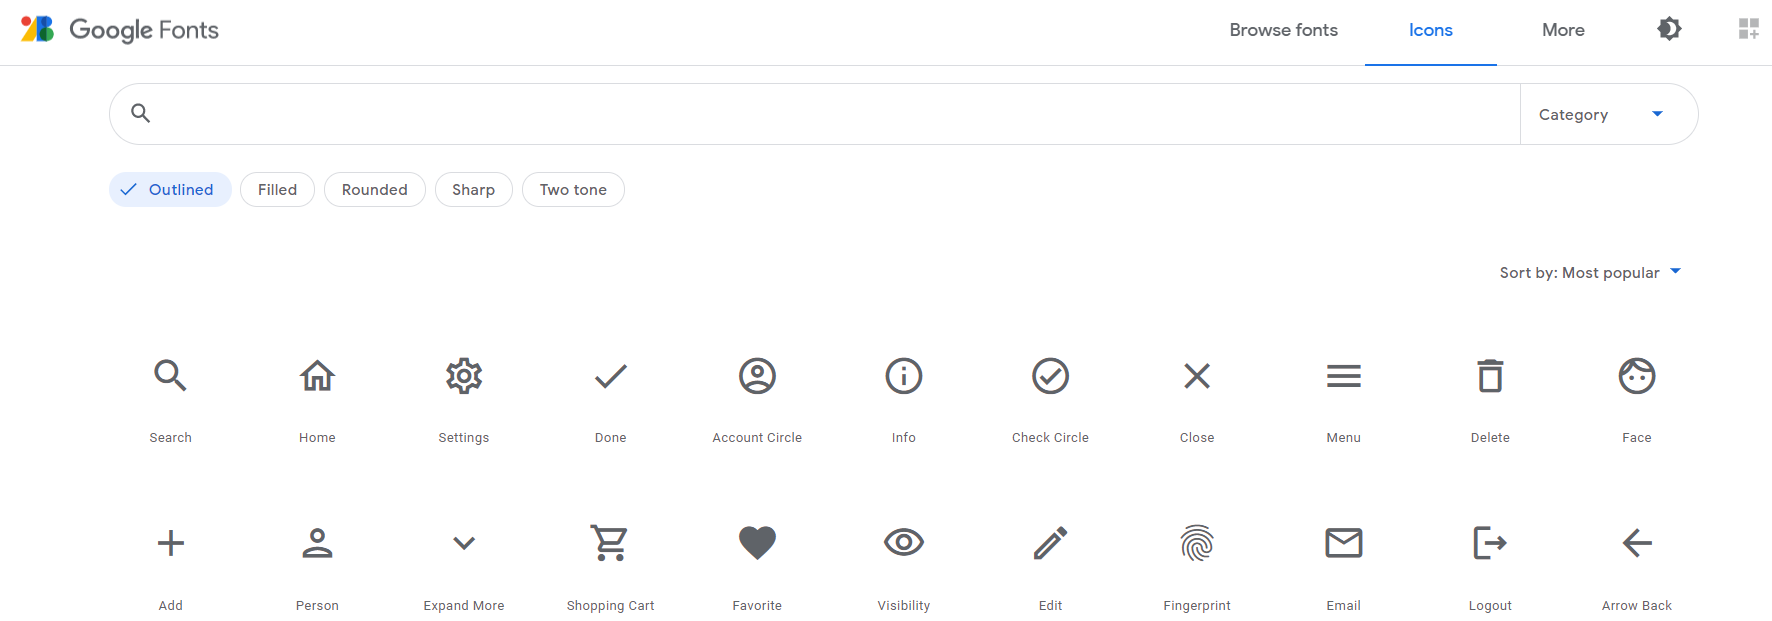 Google Fonts
Browse fonts
Icons
More
Category
Outlined
Filled
Rounded
Sharp
Two tone
Sort by: Most popular
Search
Home
Settings
Done
Account Circle
Info
Check Circle
Close
Menu
Delete
Face
Add
Person
Expand More
Shopping Cart
Favorite
Visibility
Edit
Fingerprint
Email
Logout
Arrow Back